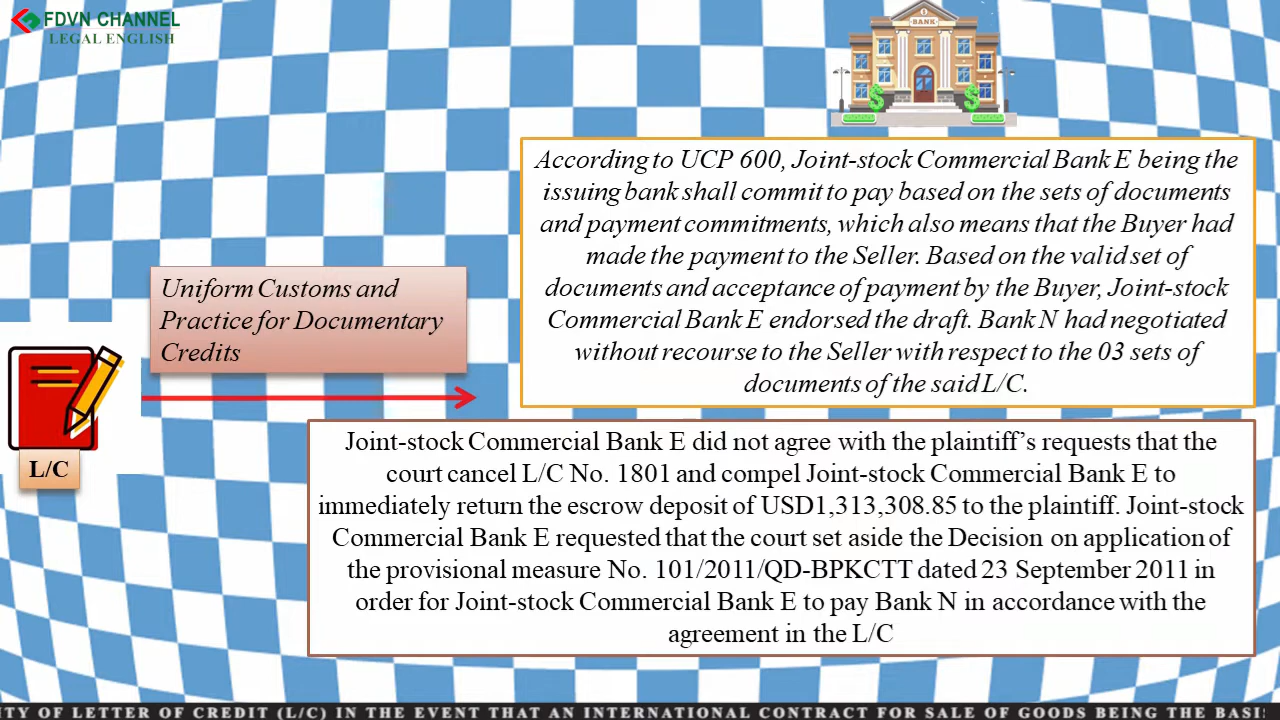 FDVN CHANNEL
LEGAL ENGLISH
BANK
According to UCP 600, Joint-stock Commercial Bank E being the
issuing bank shall commit to pay based on the sets of documents
and payment commitments, which also means that the Buyer had
made the payment to the Seller. Based on the valid set of
documents and acceptance of payment by the Buyer, Joint-stock
Commercial Bank E endorsed the draft. Bank N had negotiated
without recourse to the Seller with respect to the 03 sets of
documents of the said L/C.
Uniform Customs and
Practice for Documentary
Credits
L/C
Joint-stock Commercial Bank E did not agree with the plaintiff’s requests that the
court cancel L/C No. 1801 and compel Joint-stock Commercial Bank E to
immediately return the escrow deposit of USD1,313,308.85 to the plaintiff. Joint-stock
Commercial Bank E requested that the court set aside the Decision on application of
the provisional measure No. 101/2011/QD-BPKCTT dated 23 September 2011 in
order for Joint-stock Commercial Bank E to pay Bank N in accordance with the
agreement in the L/C
ITY OF LETTER OF CREDIT (L/C) IN THE EVENT THAT AN INTERNATIONAL CONTRACT FOR SALE OF GOODS BEING THE BASI